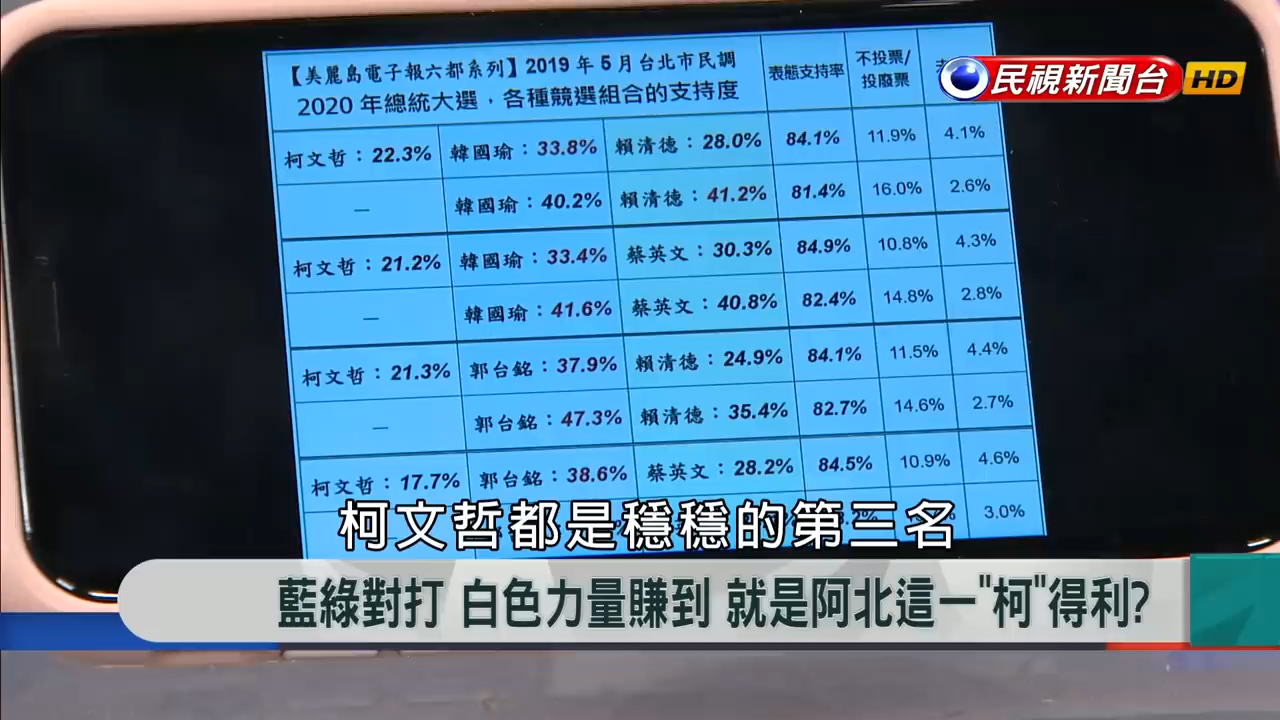 【美麗島電子報六都系列】2019年5月台北市民調
2020年總統大選，各種競選組合的支持度
表態支持率
不投票/
投廢票
民視新聞台 HD
柯文哲：22.3% 韓國瑜：33.8% 賴清德：28.0% 84.1% 11.9% 4.1%
— 韓國瑜：40.2% 賴清德：41.2% 81.4% 16.0% 2.6%
柯文哲：21.2% 韓國瑜：33.4% 蔡英文：30.3% 84.9% 10.8% 4.3%
— 韓國瑜：41.6% 蔡英文：40.8% 82.4% 14.8% 2.8%
柯文哲：21.3% 郭台銘：37.9% 賴清德：24.9% 84.1% 11.5% 4.4%
— 郭台銘：47.3% 賴清德：35.4% 82.7% 14.6% 2.7%
柯文哲：17.7% 郭台銘：38.6% 蔡英文：28.2% 84.5% 10.9% 4.6%
3.0%
柯文哲都是穩穩的第三名
藍綠對打 白色力量賺到 就是阿北這一"柯"得利?